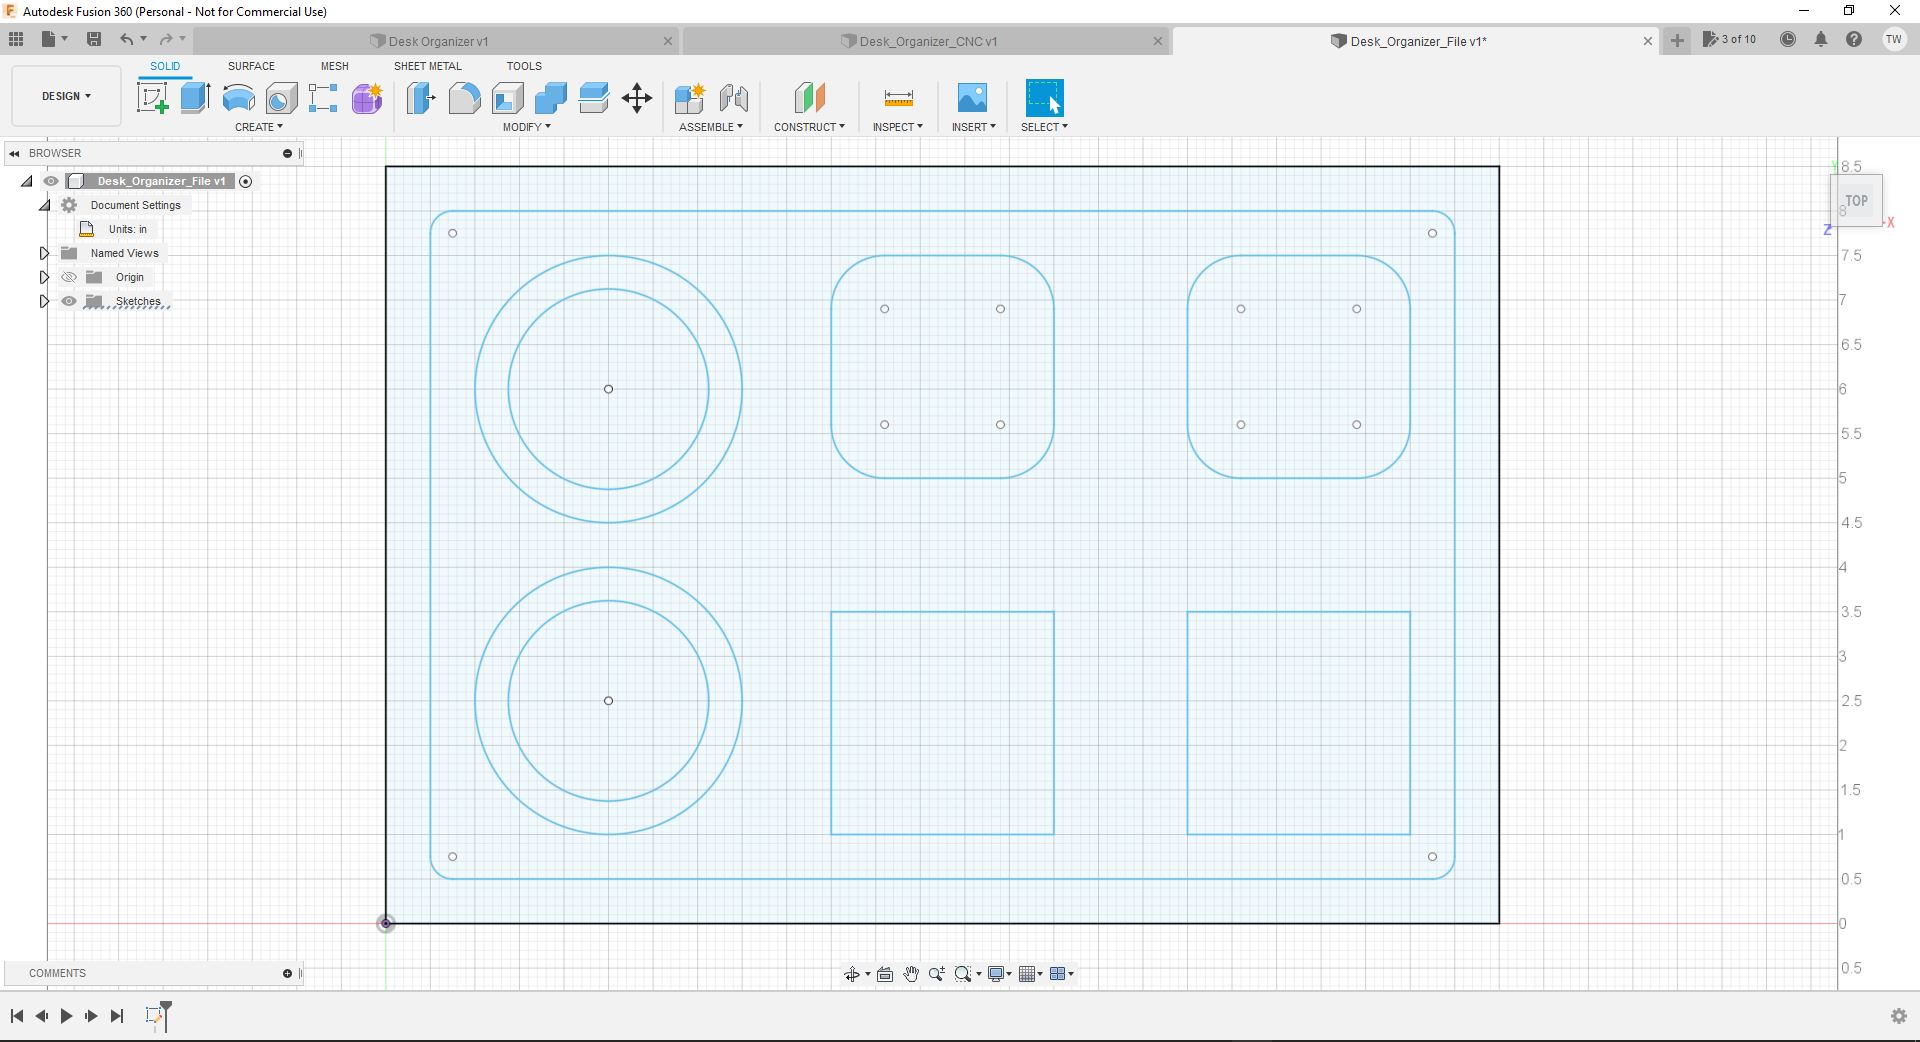 Autodesk Fusion 360 (Personal - Not for Commercial Use)
Desk Organizer v1
Desk_Organizer_CNC v1
Desk_Organizer_File v1*
3 of 10
TW
DESIGN
SOLID
SURFACE
MESH
SHEET METAL
TOOLS
CREATE
MODIFY
ASSEMBLE
CONSTRUCT
INSPECT
INSERT
SELECT
BROWSER
Desk_Organizer_File v1
Document Settings
Units: in
Named Views
Origin
Sketches
TOP
Y
X
Z
8.5
8
7.5
7
6.5
6
5.5
5
4.5
4
3.5
3
2.5
2
1.5
1
0.5
0
0.5
COMMENTS